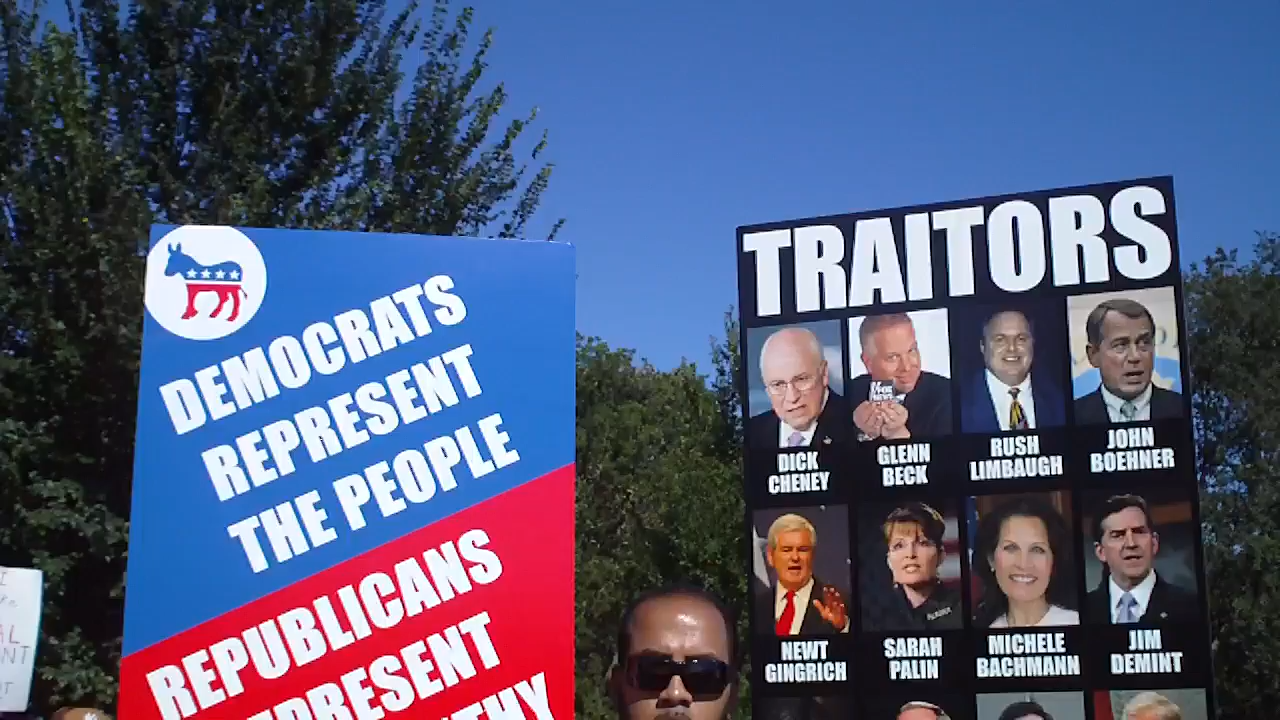 DEMOCRATS
REPRESENT
THE PEOPLE
REPUBLICANS
TRAITORS
DICK
CHENEY
GLENN
BECK
RUSH
LIMBAUGH
JOHN
BOEHNER
NEWT
GINGRICH
SARAH
PALIN
MICHELE
BACHMANN
JIM
DEMINT